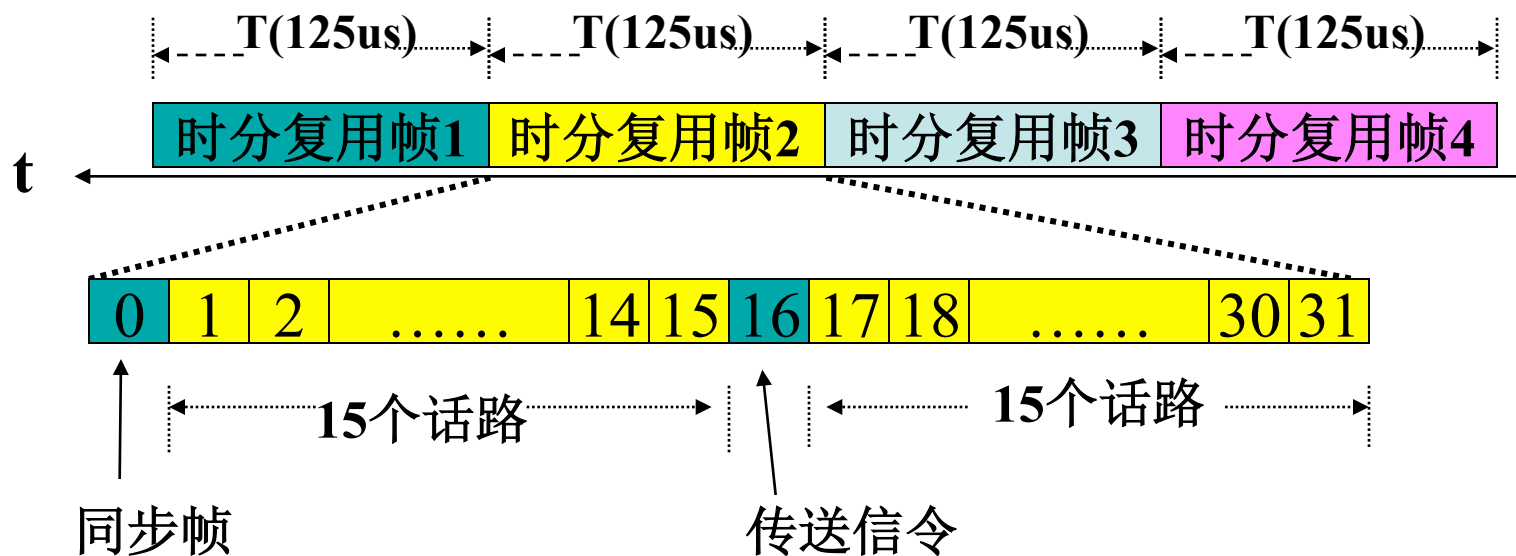 T(125us) T(125us) T(125us) T(125us)
时分复用帧1 时分复用帧2 时分复用帧3 时分复用帧4
t
0 1 2 …… 14 15 16 17 18 …… 30 31
15个话路 15个话路
同步帧 传送信令